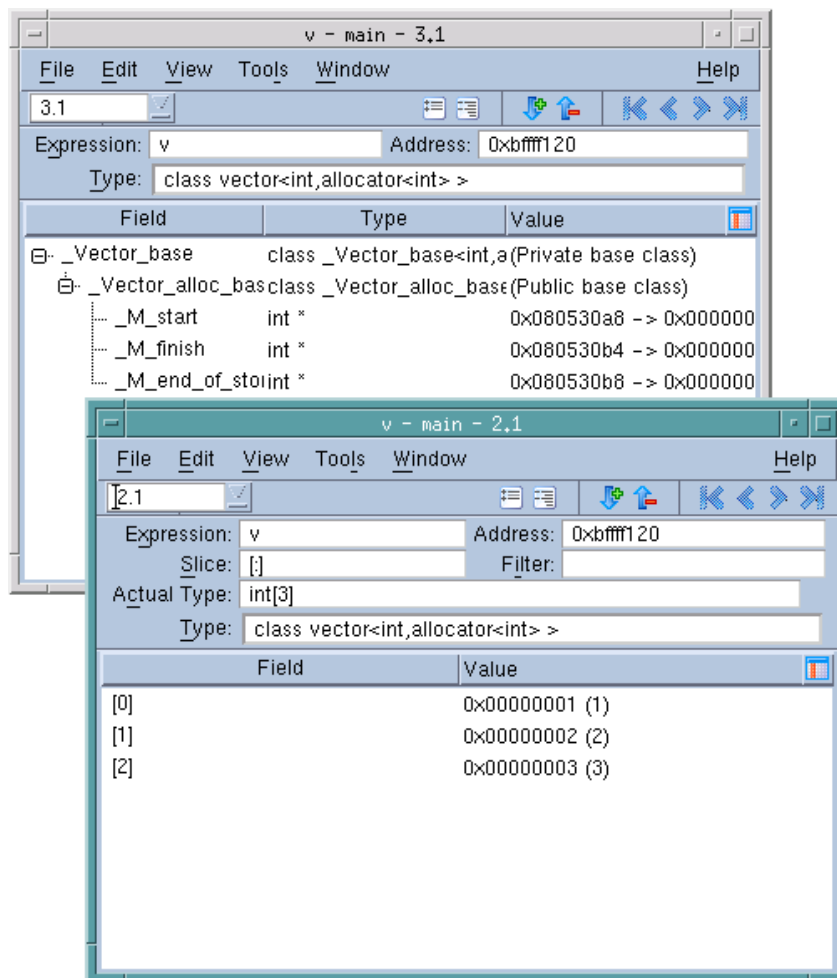 v - main - 3.1
File Edit View Tools Window Help
3.1
Expression: v Address: 0xbffff120
Type: class vector<int,allocator<int> >
Field Type Value
_Vector_base class _Vector_base<int,a (Private base class)
_Vector_alloc_bas class _Vector_alloc_base (Public base class)
_M_start int * 0x080530a8 -> 0x000000
_M_finish int * 0x080530b4 -> 0x000000
_M_end_of_stor int * 0x080530b8 -> 0x000000
v - main - 2.1
File Edit View Tools Window Help
2.1
Expression: v Address: 0xbffff120
Slice: [:] Filter:
Actual Type: int[3]
Type: class vector<int,allocator<int> >
Field Value
[0] 0x00000001 (1)
[1] 0x00000002 (2)
[2] 0x00000003 (3)